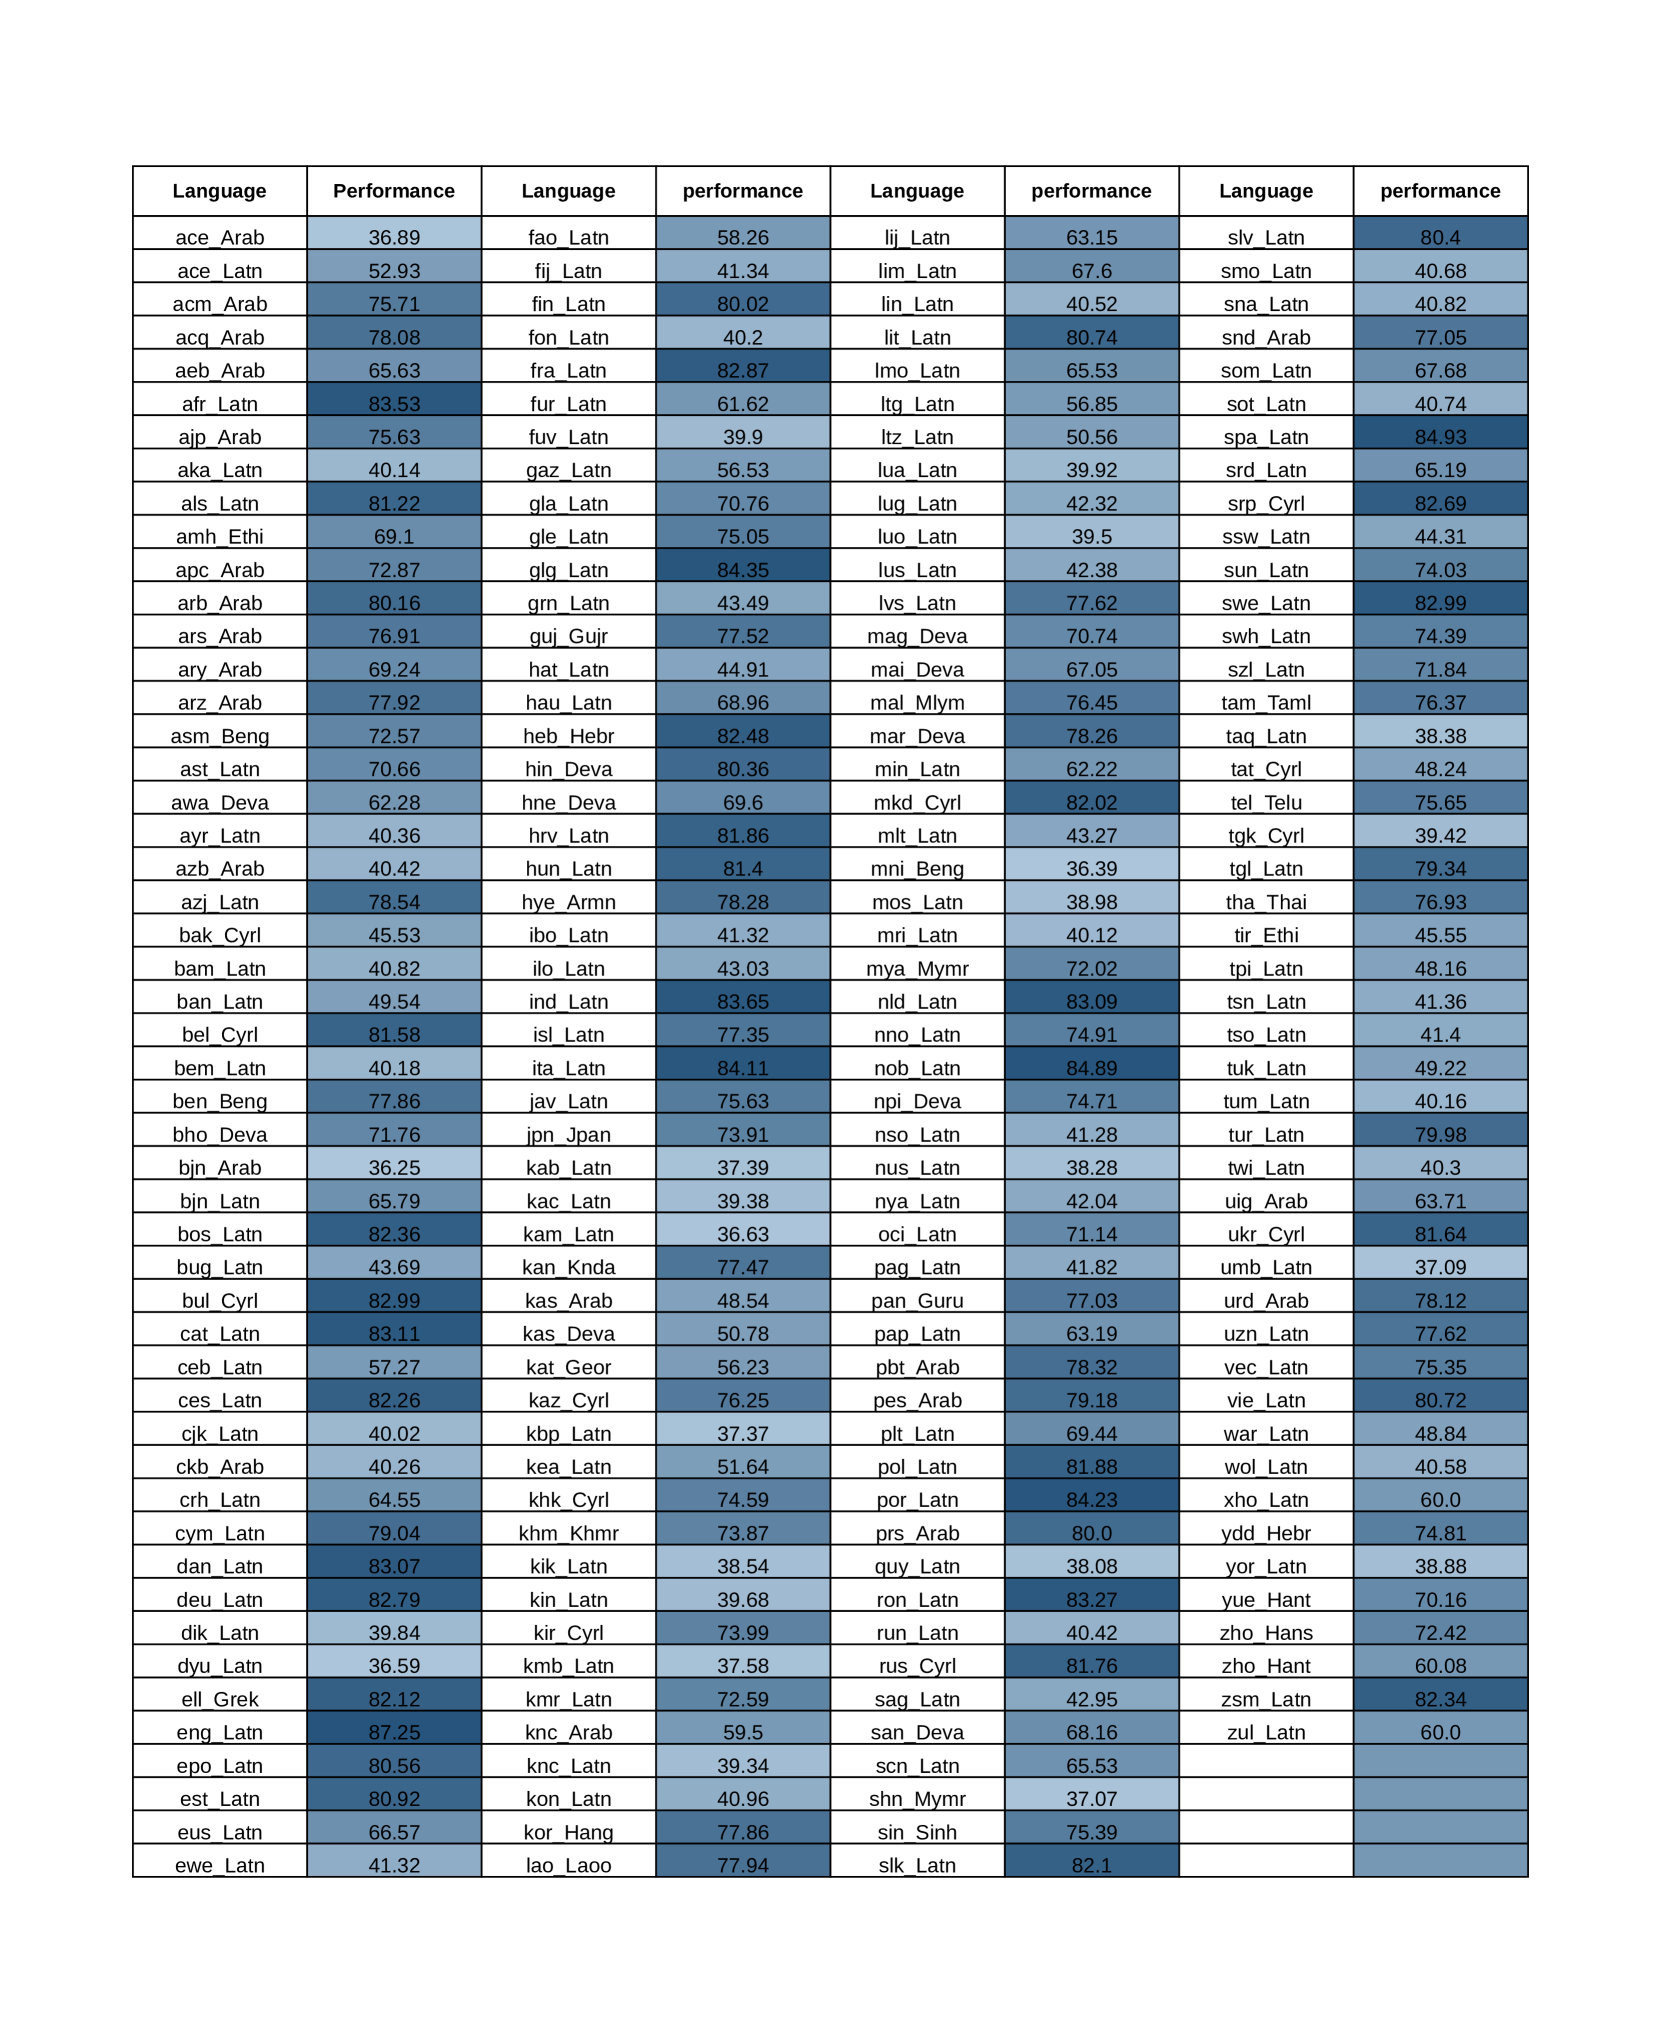 Language Performance Language performance Language performance Language performance
ace_Arab 36.89 fao_Latn 58.26 lij_Latn 63.15 slv_Latn 80.4
ace_Latn 52.93 fij_Latn 41.34 lim_Latn 67.6 smo_Latn 40.68
acm_Arab 75.71 fin_Latn 80.02 lin_Latn 40.52 sna_Latn 40.82
acq_Arab 78.08 fon_Latn 40.2 lit_Latn 80.74 snd_Arab 77.05
aeb_Arab 65.63 fra_Latn 82.87 lmo_Latn 65.53 som_Latn 67.68
afr_Latn 83.53 fur_Latn 61.62 ltg_Latn 56.85 sot_Latn 40.74
ajp_Arab 75.63 fuv_Latn 39.9 ltz_Latn 50.56 spa_Latn 84.93
aka_Latn 40.14 gaz_Latn 56.53 lua_Latn 39.92 srd_Latn 65.19
als_Latn 81.22 gla_Latn 70.76 lug_Latn 42.32 srp_Cyrl 82.69
amh_Ethi 69.1 gle_Latn 75.05 luo_Latn 39.5 ssw_Latn 44.31
apc_Arab 72.87 glg_Latn 84.35 lus_Latn 42.38 sun_Latn 74.03
arb_Arab 80.16 grn_Latn 43.49 lvs_Latn 77.62 swe_Latn 82.99
ars_Arab 76.91 guj_Gujr 77.52 mag_Deva 70.74 swh_Latn 74.39
ary_Arab 69.24 hat_Latn 44.91 mai_Deva 67.05 szl_Latn 71.84
arz_Arab 77.92 hau_Latn 68.96 mal_Mlym 76.45 tam_Taml 76.37
asm_Beng 72.57 heb_Hebr 82.48 mar_Deva 78.26 taq_Latn 38.38
ast_Latn 70.66 hin_Deva 80.36 min_Latn 62.22 tat_Cyrl 48.24
awa_Deva 62.28 hne_Deva 69.6 mkd_Cyrl 82.02 tel_Telu 75.65
ayr_Latn 40.36 hrv_Latn 81.86 mlt_Latn 43.27 tgk_Cyrl 39.42
azb_Arab 40.42 hun_Latn 81.4 mni_Beng 36.39 tgl_Latn 79.34
azj_Latn 78.54 hye_Armn 78.28 mos_Latn 38.98 tha_Thai 76.93
bak_Cyrl 45.53 ibo_Latn 41.32 mri_Latn 40.12 tir_Ethi 45.55
bam_Latn 40.82 ilo_Latn 43.03 mya_Mymr 72.02 tpi_Latn 48.16
ban_Latn 49.54 ind_Latn 83.65 nld_Latn 83.09 tsn_Latn 41.36
bel_Cyrl 81.58 isl_Latn 77.35 nno_Latn 74.91 tso_Latn 41.4
bem_Latn 40.18 ita_Latn 84.11 nob_Latn 84.89 tuk_Latn 49.22
ben_Beng 77.86 jav_Latn 75.63 npi_Deva 74.71 tum_Latn 40.16
bho_Deva 71.76 jpn_Jpan 73.91 nso_Latn 41.28 tur_Latn 79.98
bjn_Arab 36.25 kab_Latn 37.39 nus_Latn 38.28 twi_Latn 40.3
bjn_Latn 65.79 kac_Latn 39.38 nya_Latn 42.04 uig_Arab 63.71
bos_Latn 82.36 kam_Latn 36.63 oci_Latn 71.14 ukr_Cyrl 81.64
bug_Latn 43.69 kan_Knda 77.47 pag_Latn 41.82 umb_Latn 37.09
bul_Cyrl 82.99 kas_Arab 48.54 pan_Guru 77.03 urd_Arab 78.12
cat_Latn 83.11 kas_Deva 50.78 pap_Latn 63.19 uzn_Latn 77.62
ceb_Latn 57.27 kat_Geor 56.23 pbt_Arab 78.32 vec_Latn 75.35
ces_Latn 82.26 kaz_Cyrl 76.25 pes_Arab 79.18 vie_Latn 80.72
cjk_Latn 40.02 kbp_Latn 37.37 plt_Latn 69.44 war_Latn 48.84
ckb_Arab 40.26 kea_Latn 51.64 pol_Latn 81.88 wol_Latn 40.58
crh_Latn 64.55 khk_Cyrl 74.59 por_Latn 84.23 xho_Latn 60.0
cym_Latn 79.04 khm_Khmr 73.87 prs_Arab 80.0 ydd_Hebr 74.81
dan_Latn 83.07 kik_Latn 38.54 quy_Latn 38.08 yor_Latn 38.88
deu_Latn 82.79 kin_Latn 39.68 ron_Latn 83.27 yue_Hant 70.16
dik_Latn 39.84 kir_Cyrl 73.99 run_Latn 40.42 zho_Hans 72.42
dyu_Latn 36.59 kmb_Latn 37.58 rus_Cyrl 81.76 zho_Hant 60.08
ell_Grek 82.12 kmr_Latn 72.59 sag_Latn 42.95 zsm_Latn 82.34
eng_Latn 87.25 knc_Arab 59.5 san_Deva 68.16 zul_Latn 60.0
epo_Latn 80.56 knc_Latn 39.34 scn_Latn 65.53
est_Latn 80.92 kon_Latn 40.96 shn_Mymr 37.07
eus_Latn 66.57 kor_Hang 77.86 sin_Sinh 75.39
ewe_Latn 41.32 lao_Laoo 77.94 slk_Latn 82.1